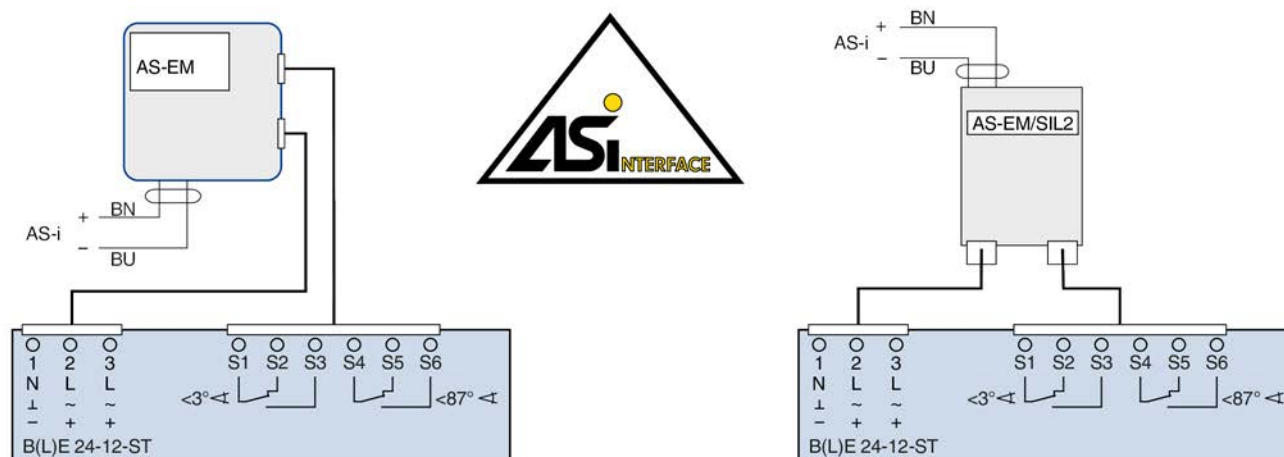 AS-EM
+ BN
AS-i
− BU
1 2 3 S1 S2 S3 S4 S5 S6
N L L
<3° <87°
⊥ ~ ~
− + +
B(L)E 24-12-ST
ASi NTERFACE
+ BN
AS-i
− BU
AS-EM/SIL2
1 2 3 S1 S2 S3 S4 S5 S6
N L L
<3° <87°
⊥ ~ ~
− + +
B(L)E 24-12-ST